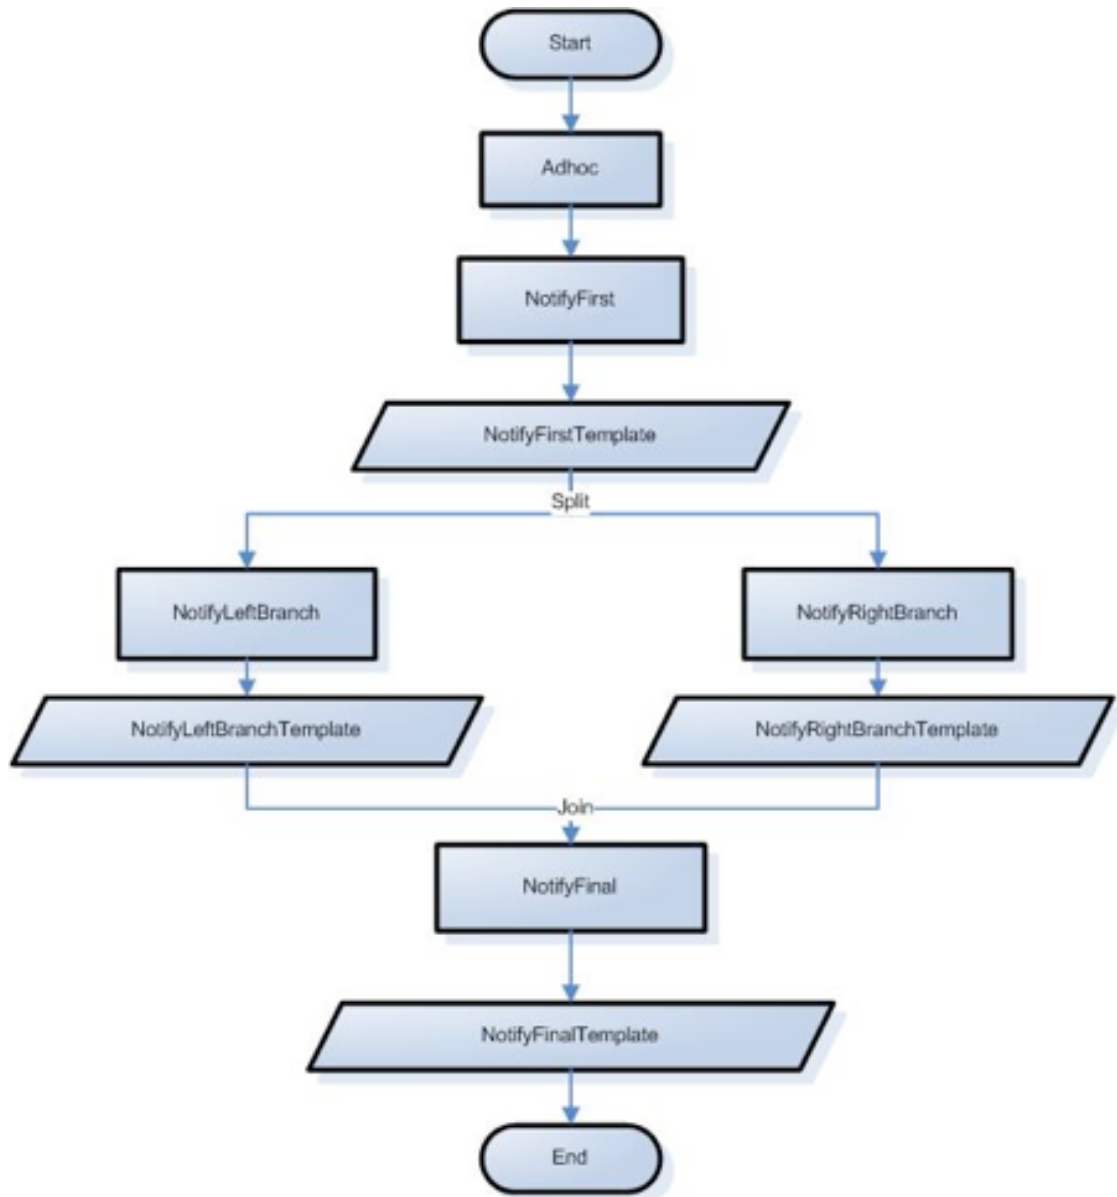 Start
Adhoc
NotifyFirst
NotifyFirstTemplate
Split
NotifyLeftBranch
NotifyRightBranch
NotifyLeftBranchTemplate
NotifyRightBranchTemplate
Join
NotifyFinal
NotifyFinalTemplate
End